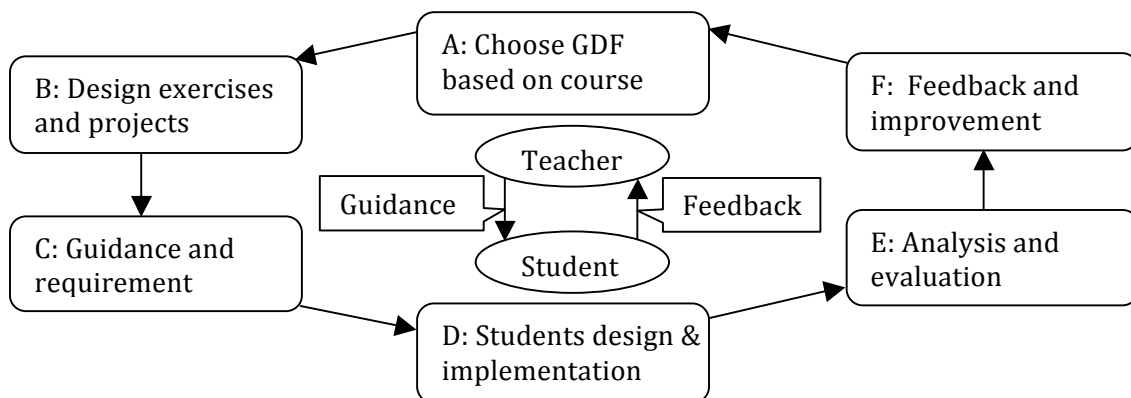 A: Choose GDF
based on course
B: Design exercises
and projects
F: Feedback and
improvement
Teacher
Guidance
Feedback
Student
C: Guidance and
requirement
E: Analysis and
evaluation
D: Students design &
implementation